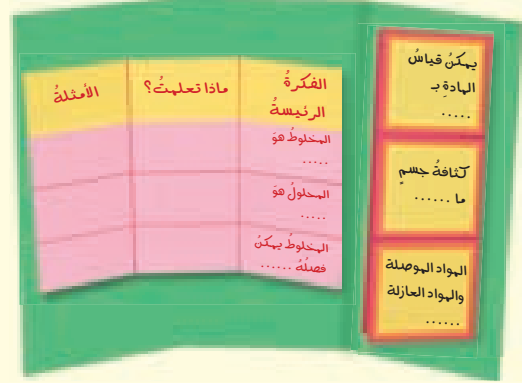 يمكنُ قياسُ
المادةِ بـ
.....
كثافةُ جسمٍ
ما ......
المواد الموصلة
والمواد العازلة
......
الفكرةُ
الرئيسةُ
ماذا تعلمتُ؟
الأمثلةُ
المخلوطُ هوَ
.....
المحلولُ هوَ
.....
المخلوطُ يمكنُ
فصلُهُ ......